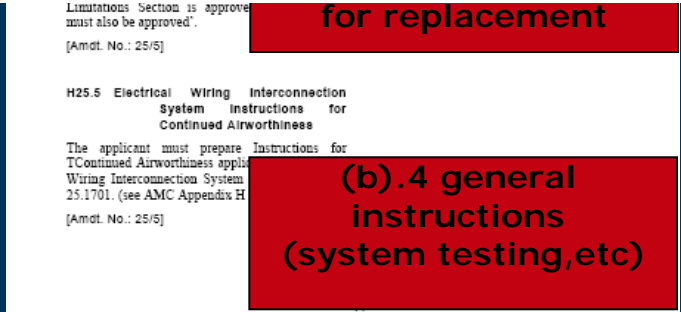 Limitations Section is approve
must also be approved'.
[Amdt. No.: 25/5]
for replacement
H25.5 Electrical Wiring Interconnection
System Instructions for
Continued Airworthiness
The applicant must prepare Instructions for
TContinued Airworthiness applic
Wiring Interconnection System
25.1701. (see AMC Appendix H
[Amdt. No.: 25/5]
(b).4 general
instructions
(system testing,etc)